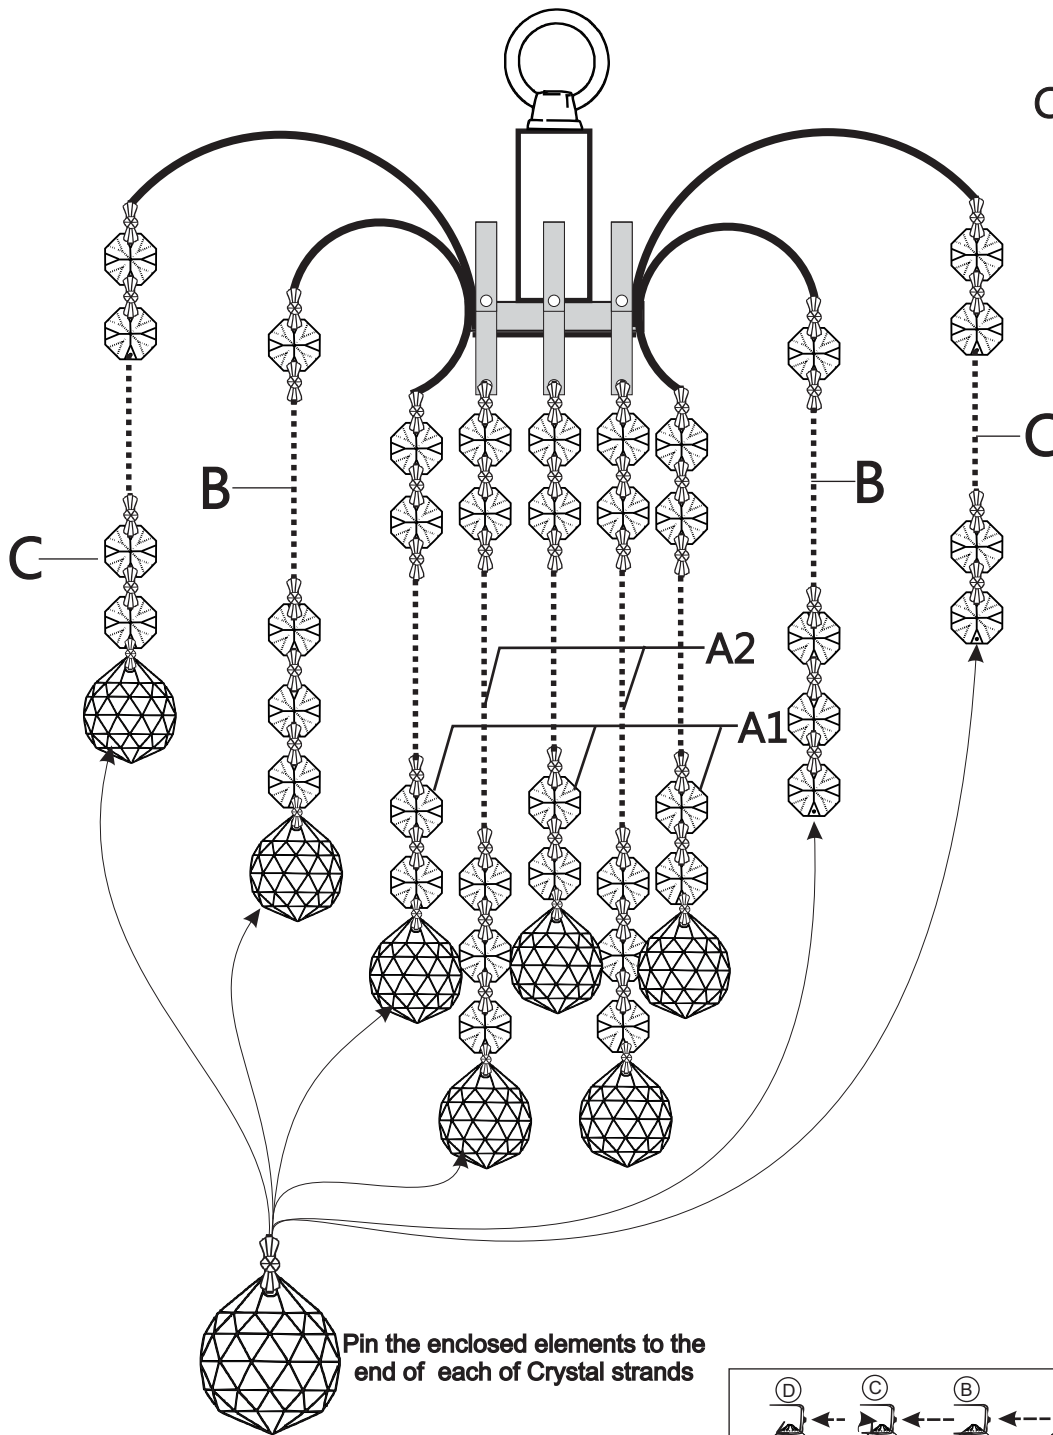 C
B
B
C
C
A2
A1
Pin the enclosed elements to the
end of each of Crystal strands
D C B